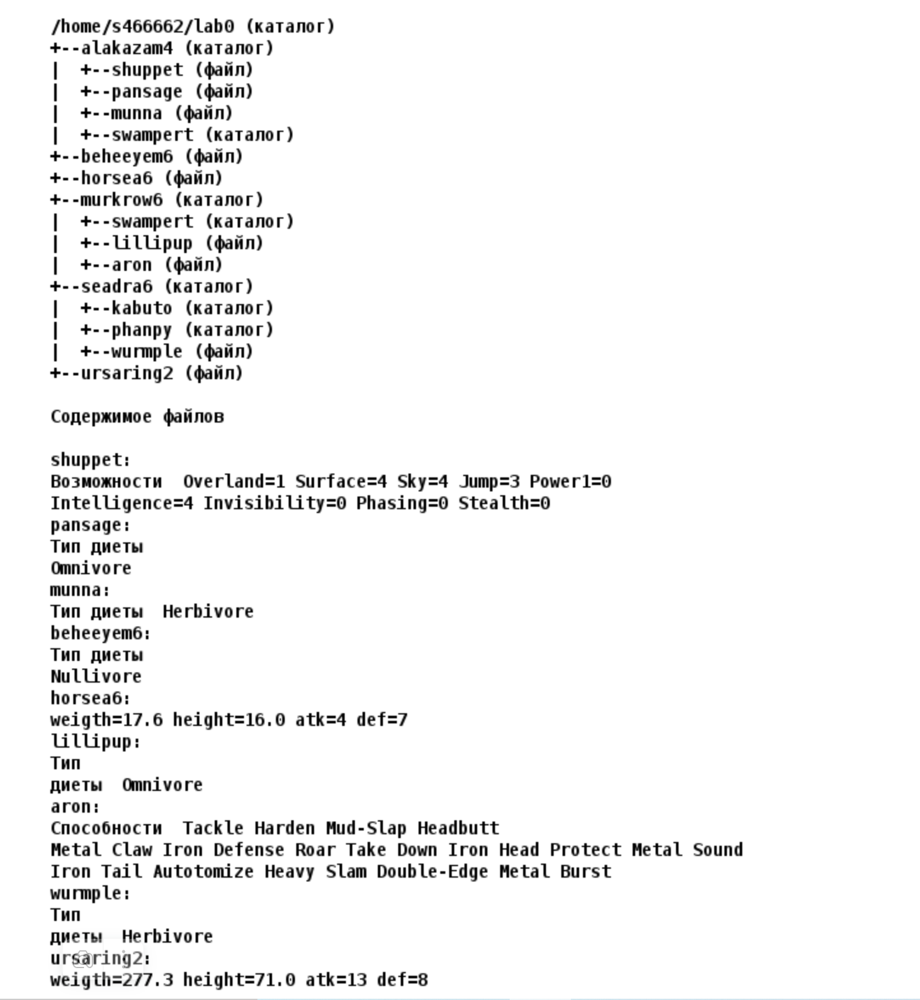 /home/s466662/lab0 (каталог)
+--alakazam4 (каталог)
|  +--shuppet (файл)
|  +--pansage (файл)
|  +--munna (файл)
|  +--swampert (каталог)
+--beheeyem6 (файл)
+--horsea6 (файл)
+--murkrow6 (каталог)
|  +--swampert (каталог)
|  +--lillipup (файл)
|  +--aron (файл)
+--seadra6 (каталог)
|  +--kabuto (каталог)
|  +--phanpy (каталог)
|  +--wurmple (файл)
+--ursaring2 (файл)
Содержимое файлов
shuppet:
Возможности  Overland=1 Surface=4 Sky=4 Jump=3 Power1=0
Intelligence=4 Invisibility=0 Phasing=0 Stealth=0
pansage:
Тип диеты
Omnivore
munna:
Тип диеты  Herbivore
beheeyem6:
Тип диеты
Nullivore
horsea6:
weigth=17.6 height=16.0 atk=4 def=7
lillipup:
Тип
диеты  Omnivore
aron:
Способности  Tackle Harden Mud-Slap Headbutt
Metal Claw Iron Defense Roar Take Down Iron Head Protect Metal Sound
Iron Tail Autotomize Heavy Slam Double-Edge Metal Burst
wurmple:
Тип
диеты  Herbivore
ursaring2:
weigth=277.3 height=71.0 atk=13 def=8